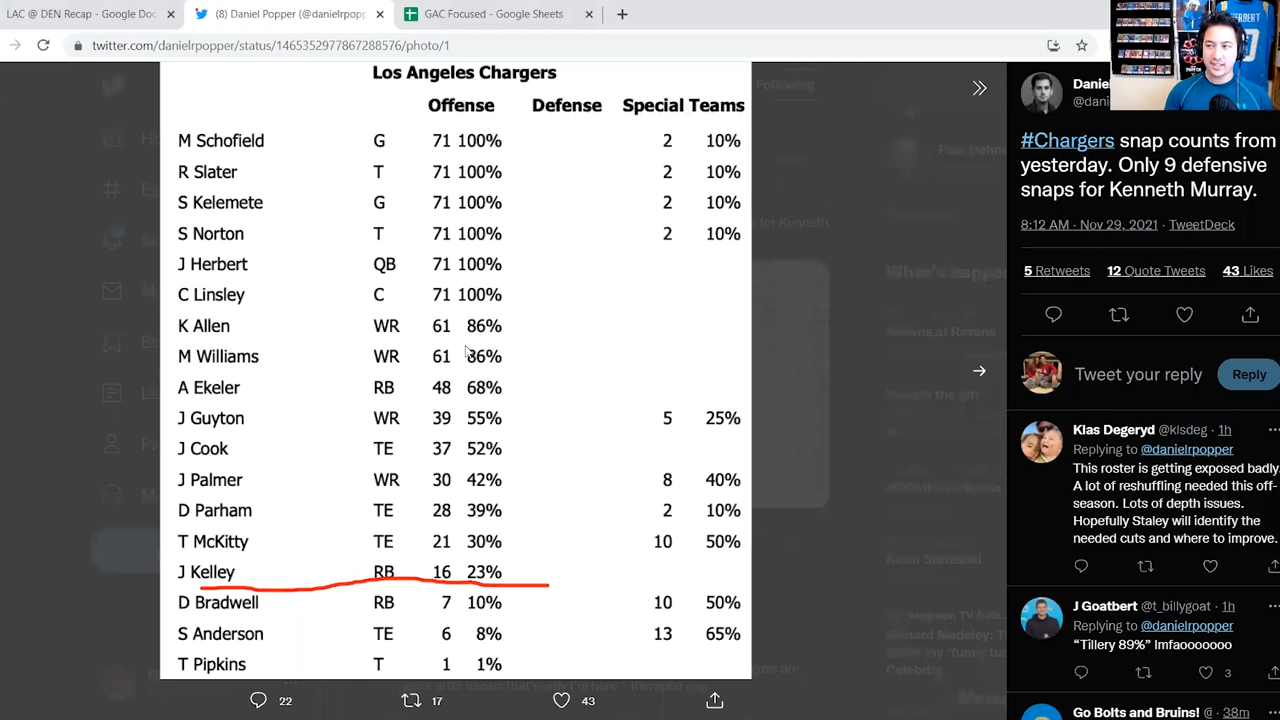 LAC @ DEN Recap - Google Doc
(8) Daniel Popper (@danielrpopp
GAC Focused - Google Sheets
twitter.com/danielrpopper/status/1465352977867288576/photo/1
Los Angeles Chargers
Offense Defense Special Teams
M Schofield G 71 100% 2 10%
R Slater T 71 100% 2 10%
S Kelemete G 71 100% 2 10%
S Norton T 71 100% 2 10%
J Herbert QB 71 100%
C Linsley C 71 100%
K Allen WR 61 86%
M Williams WR 61 86%
A Ekeler RB 48 68%
J Guyton WR 39 55% 5 25%
J Cook TE 37 52%
J Palmer WR 30 42% 8 40%
D Parham TE 28 39% 2 10%
T McKitty TE 21 30% 10 50%
J Kelley RB 16 23%
D Bradwell RB 7 10% 10 50%
S Anderson TE 6 8% 13 65%
T Pipkins T 1 1%
22 17 43
Daniel
@dani
#Chargers snap counts from
yesterday. Only 9 defensive
snaps for Kenneth Murray.
8:12 AM · Nov 29, 2021 · TweetDeck
5 Retweets 12 Quote Tweets 43 Likes
Tweet your reply Reply
Klas Degeryd @klsdeg · 1h
Replying to @danielrpopper
This roster is getting exposed badly.
A lot of reshuffling needed this off-
season. Lots of depth issues.
Hopefully Staley will identify the
needed cuts and where to improve.
J Goatbert @t_billygoat · 1h
Replying to @danielrpopper
“Tillery 89%” lmfaooooooo
3
Go Bolts and Bruins! @ · 38m